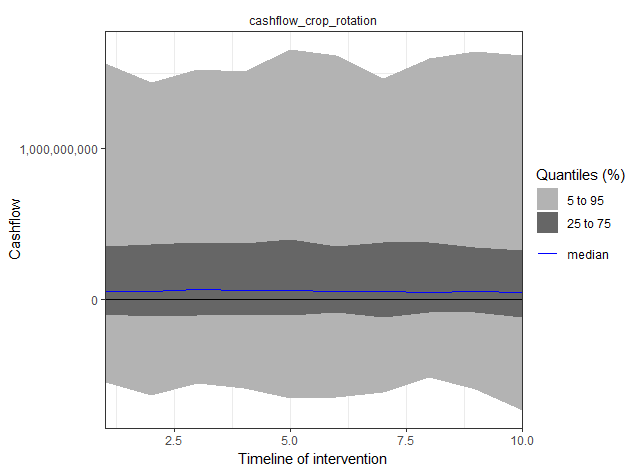 cashflow_crop_rotation
Cashflow
1,000,000,000
0
2.5 5.0 7.5 10.0
Timeline of intervention
Quantiles (%)
5 to 95
25 to 75
median